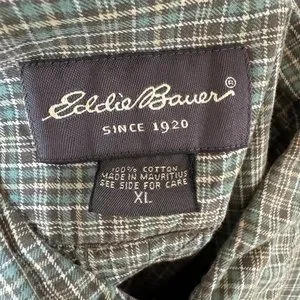 Eddie Bauer®
SINCE 1920
100% COTTON
MADE IN MAURITIUS
SEE SIDE FOR CARE
XL